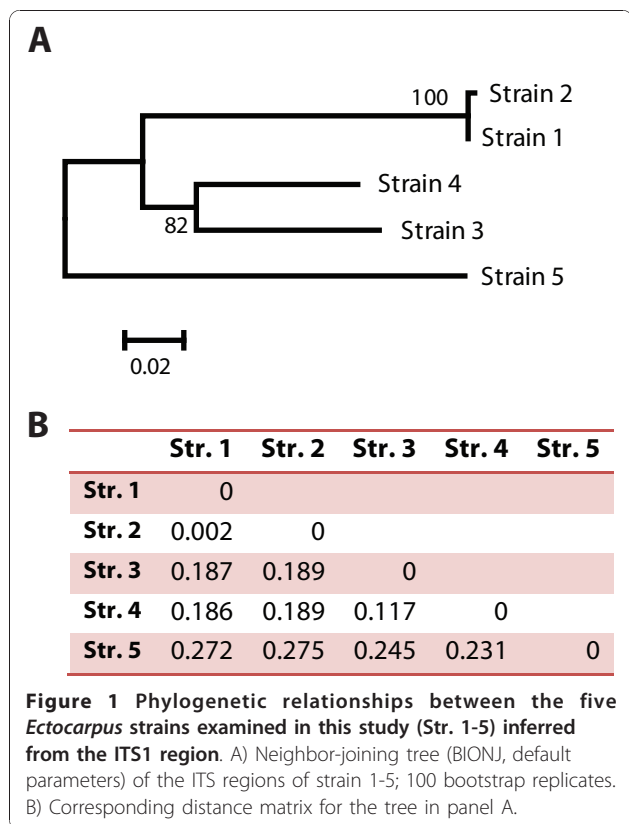 A
100
Strain 2
Strain 1
Strain 4
82
Strain 3
Strain 5
0.02
B
Str. 1 Str. 2 Str. 3 Str. 4 Str. 5
Str. 1 0
Str. 2 0.002 0
Str. 3 0.187 0.189 0
Str. 4 0.186 0.189 0.117 0
Str. 5 0.272 0.275 0.245 0.231 0
Figure 1 Phylogenetic relationships between the five
Ectocarpus strains examined in this study (Str. 1-5) inferred
from the ITS1 region. A) Neighbor-joining tree (BIONJ, default
parameters) of the ITS regions of strain 1-5; 100 bootstrap replicates.
B) Corresponding distance matrix for the tree in panel A.